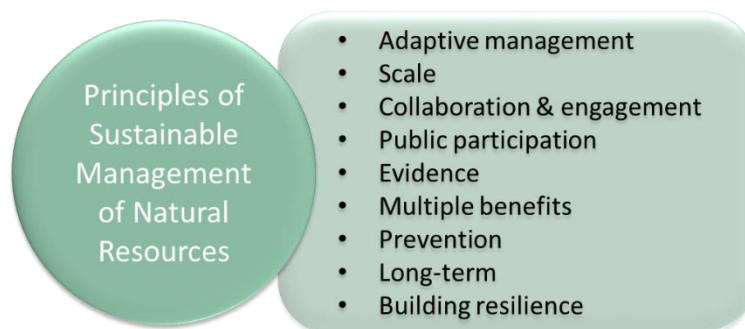 Principles of
Sustainable
Management
of Natural
Resources
• Adaptive management
• Scale
• Collaboration & engagement
• Public participation
• Evidence
• Multiple benefits
• Prevention
• Long-term
• Building resilience